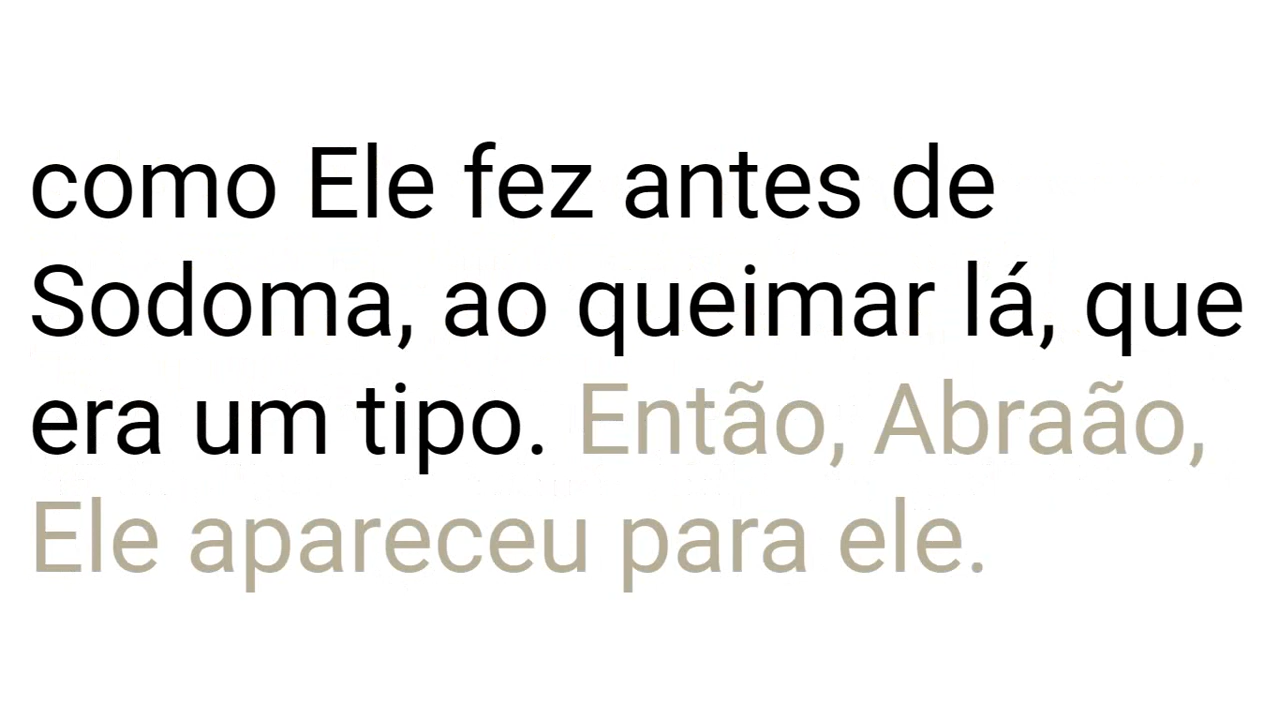 como Ele fez antes de
Sodoma, ao queimar lá, que
era um tipo. Então, Abraão,
Ele apareceu para ele.